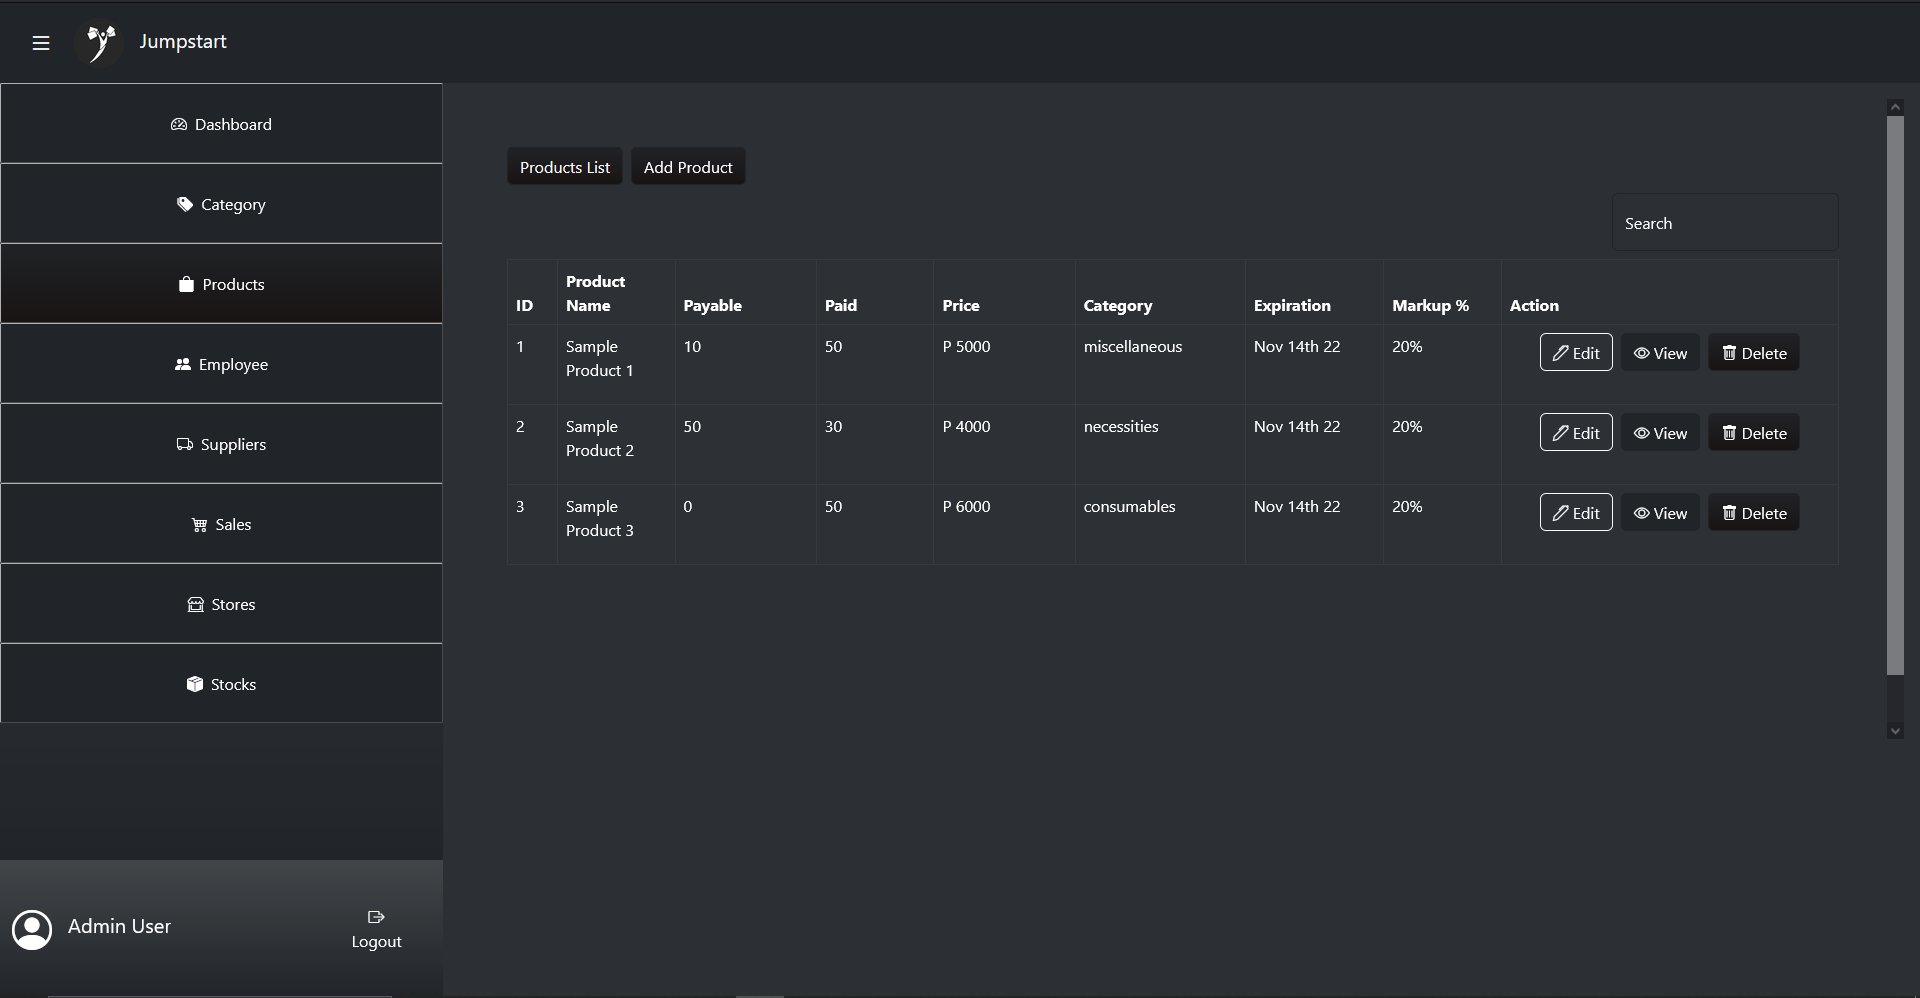 Jumpstart
Dashboard
Category
Products
Employee
Suppliers
Sales
Stores
Stocks
Admin User
Logout
Products List Add Product
Search
ID Product Name Payable Paid Price Category Expiration Markup % Action
1 Sample Product 1 10 50 P 5000 miscellaneous Nov 14th 22 20% Edit View Delete
2 Sample Product 2 50 30 P 4000 necessities Nov 14th 22 20% Edit View Delete
3 Sample Product 3 0 50 P 6000 consumables Nov 14th 22 20% Edit View Delete